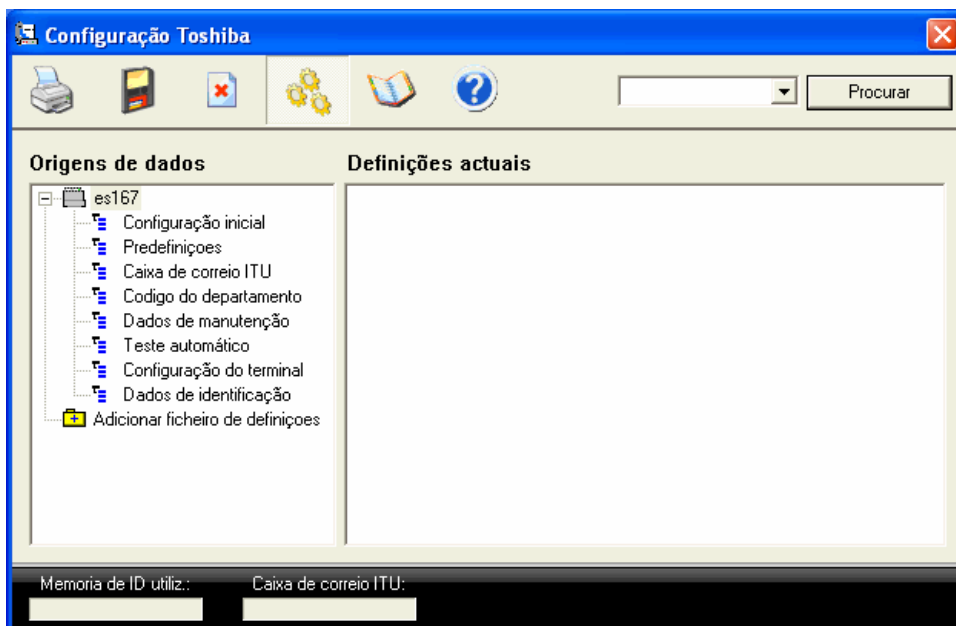 Configuração Toshiba
Procurar
Origens de dados
Definições actuais
es167
Configuração inicial
Predefiniçoes
Caixa de correio ITU
Codigo do departamento
Dados de manutenção
Teste automático
Configuração do terminal
Dados de identificação
Adicionar ficheiro de definiçoes
Memoria de ID utiliz.:
Caixa de correio ITU: